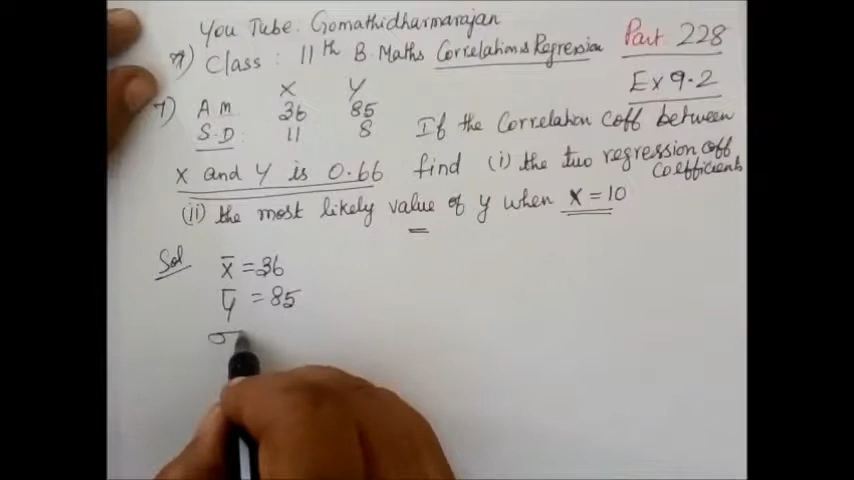 You Tube: Gomathidharmarajan
Class: 11th B. Maths Correlation & Regression Part 228
Ex 9.2
X Y
7) A M 36 85
S.D. 11 8 If the Correlation coff between
X and Y is 0.66 find (i) the two regression coff
coefficients
(ii) the most likely value of y when x = 10
Sol x̄ = 36
ȳ = 85
σ